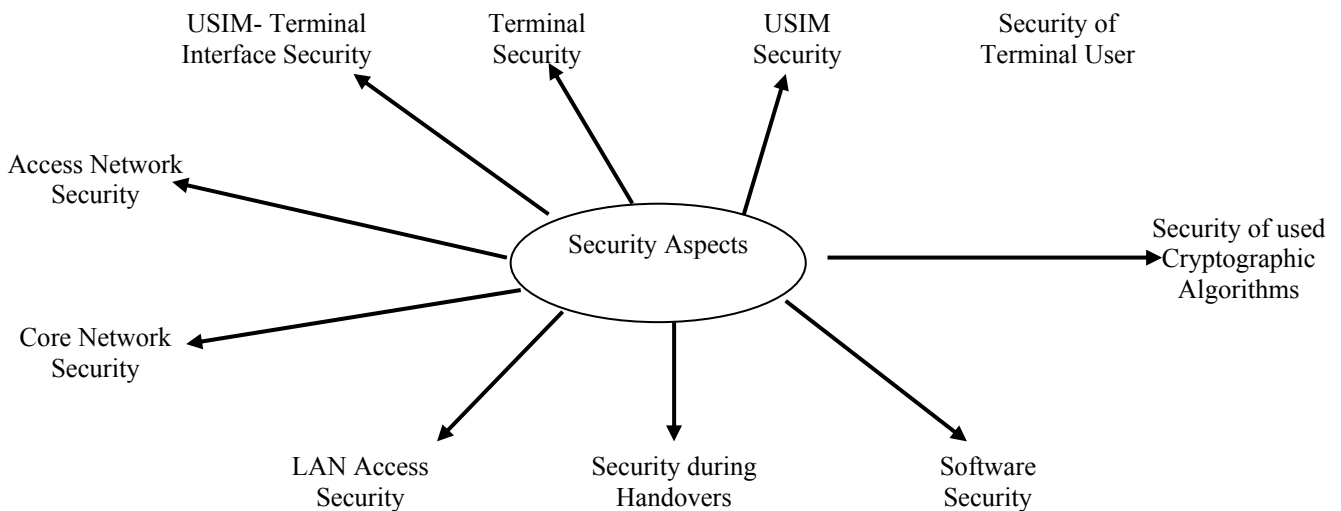 USIM- Terminal
Interface Security
Terminal
Security
USIM
Security
Security of
Terminal User
Access Network
Security
Security Aspects
Security of used
Cryptographic
Algorithms
Core Network
Security
LAN Access
Security
Security during
Handovers
Software
Security